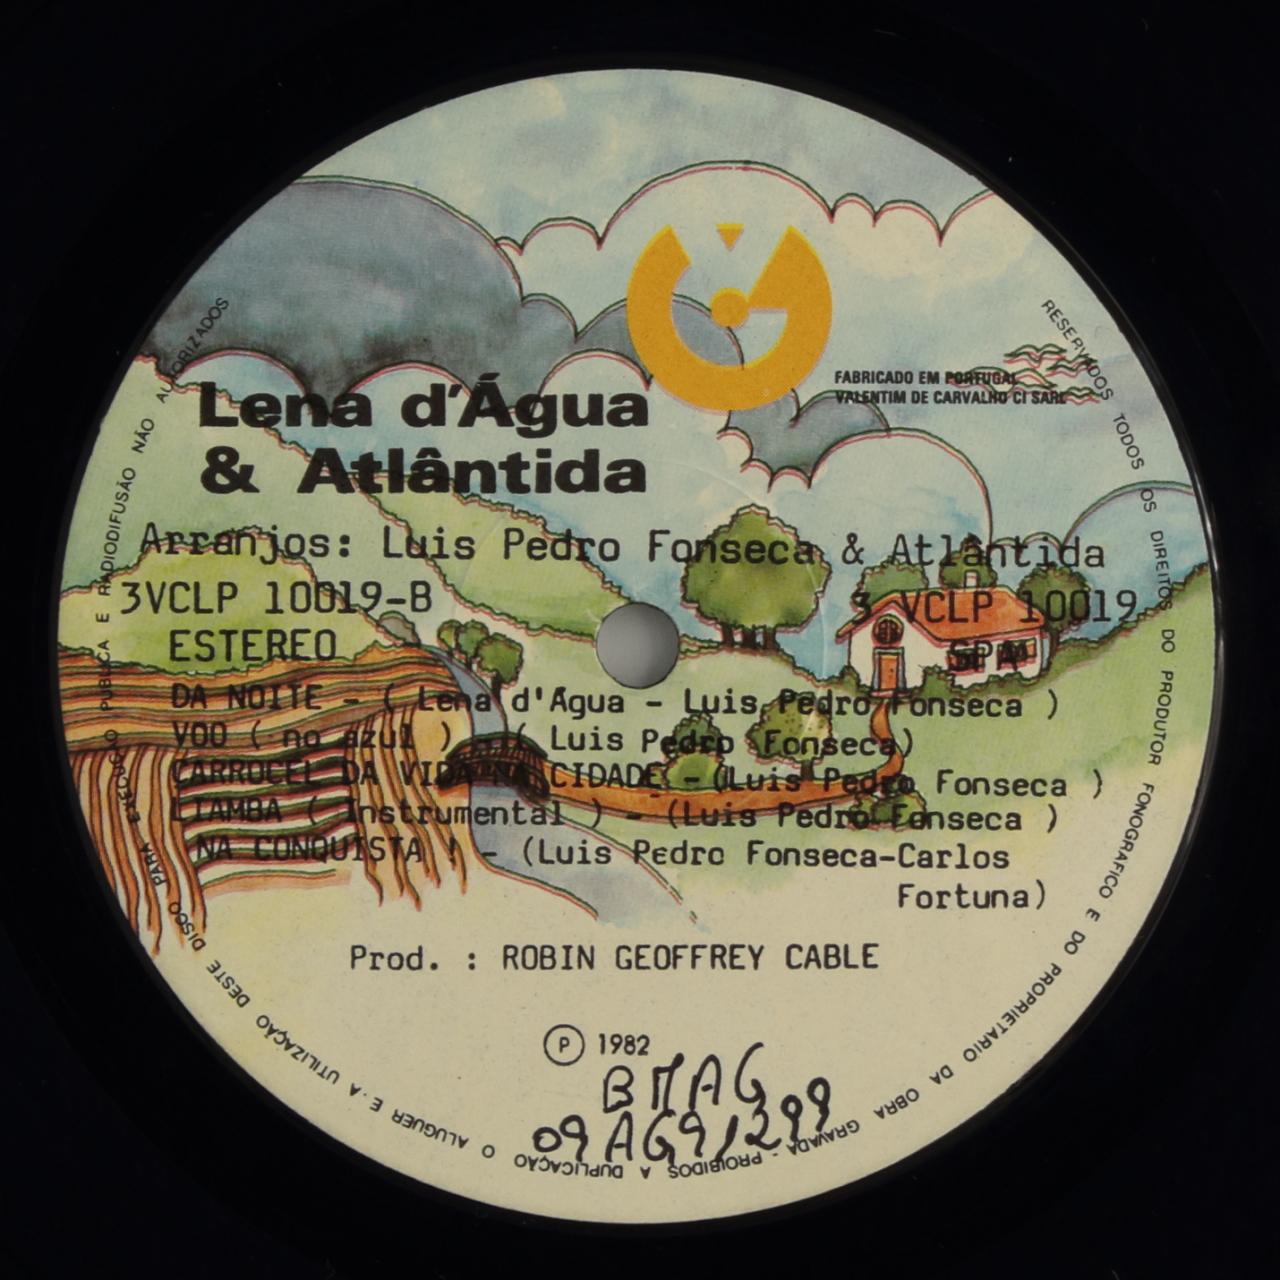 Lena d'Água
& Atlântida
FABRICADO EM PORTUGAL
VALENTIM DE CARVALHO CI SARL
Arranjos: Luis Pedro Fonseca & Atlântida
3VCLP 10019-B
3 VCLP 10019
ESTEREO
SPA
DA NOITE - ( Lena d'Água - Luis Pedro Fonseca )
VOO ( no azul ) - ( Luis Pedro Fonseca)
CARROCEL DA VIDA NA CIDADE - (Luis Pedro Fonseca )
LIAMBA ( Instrumental ) - (Luis Pedro Fonseca )
NA CONQUISTA ! - (Luis Pedro Fonseca-Carlos
Fortuna)
Prod. : ROBIN GEOFFREY CABLE
Ⓟ 1982
BMAG
09AG91299
RESERVADOS TODOS OS DIREITOS DO PRODUTOR FONOGRAFICO E DO PROPRIETARIO DA OBRA GRAVADA - PROIBIDOS A DUPLICAÇÃO O ALUGUER E.A UTILIZAÇÃO DESTE DISCO PARA EXECUÇÃO PUBLICA E RADIODIFUSÃO NÃO AUTORIZADOS